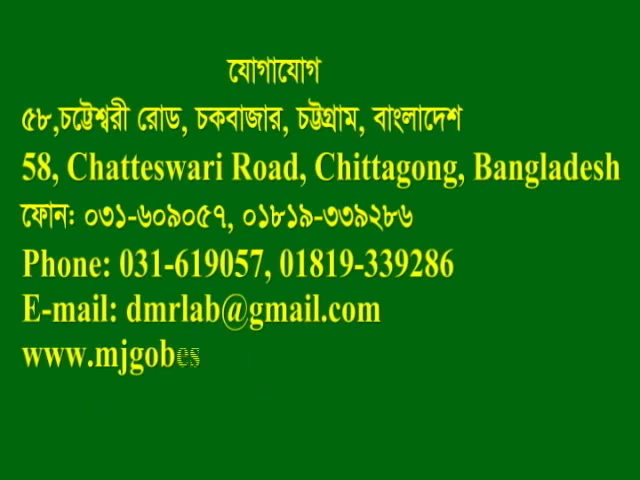 যোগাযোগ
৫৮,চট্টেশ্বরী রোড, চকবাজার, চট্টগ্রাম, বাংলাদেশ
58, Chatteswari Road, Chittagong, Bangladesh
ফোন: ০৩১-৬০৯০৫৭, ০১৮১৯-৩৩৯২৮৬
Phone: 031-619057, 01819-339286
E-mail: dmrlab@gmail.com
www.mjgobes